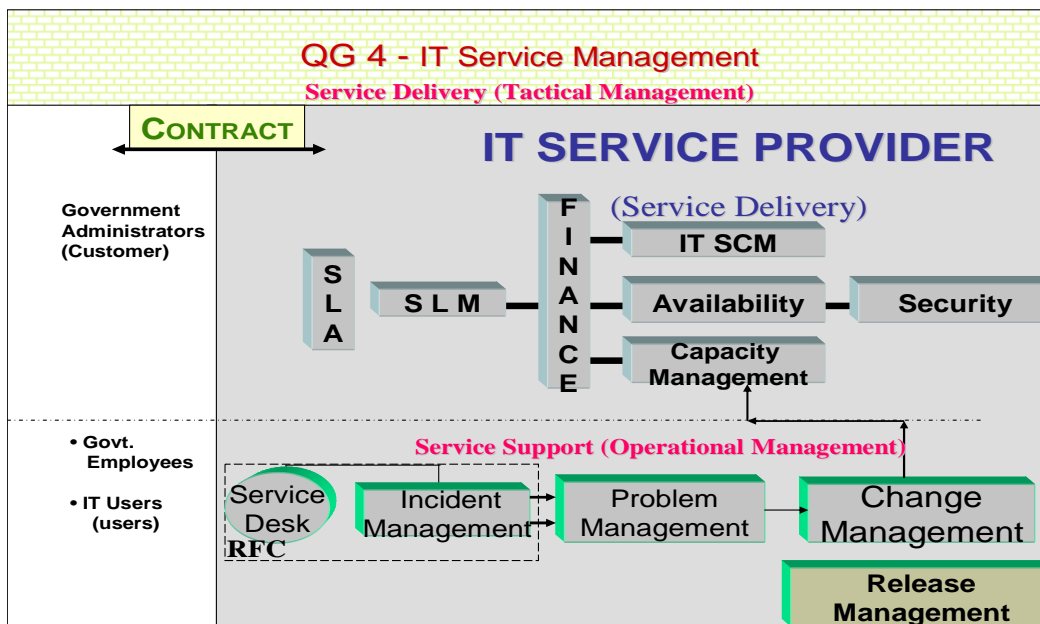 QG 4 - IT Service Management
Service Delivery (Tactical Management)
CONTRACT
IT SERVICE PROVIDER
Government
Administrators
(Customer)
(Service Delivery)
F
I
N
A
N
C
E
IT SCM
S
L
A
S L M
Availability
Security
Capacity
Management
• Govt.
Employees
• IT Users
(users)
Service Support (Operational Management)
Service
Desk
RFC
Incident
Management
Problem
Management
Change
Management
Release
Management